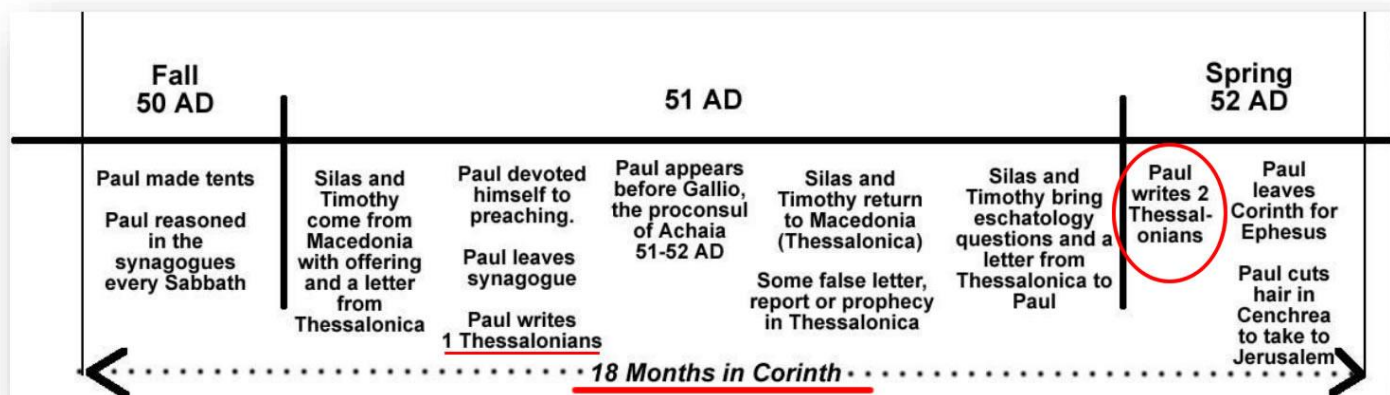 Fall
50 AD
51 AD
Spring
52 AD
Paul made tents
Paul reasoned
in the
synagogues
every Sabbath
Silas and
Timothy
come from
Macedonia
with offering
and a letter
from
Thessalonica
Paul devoted
himself to
preaching.
Paul leaves
synagogue
Paul writes
1 Thessalonians
Paul appears
before Gallio,
the proconsul
of Achaia
51-52 AD
Silas and
Timothy return
to Macedonia
(Thessalonica)
Some false letter,
report or prophecy
in Thessalonica
Silas and
Timothy bring
eschatology
questions and a
letter from
Thessalonica to
Paul
Paul
writes 2
Thessal-
onians
Paul
leaves
Corinth for
Ephesus
Paul cuts
hair in
Cenchrea
to take to
Jerusalem
18 Months in Corinth